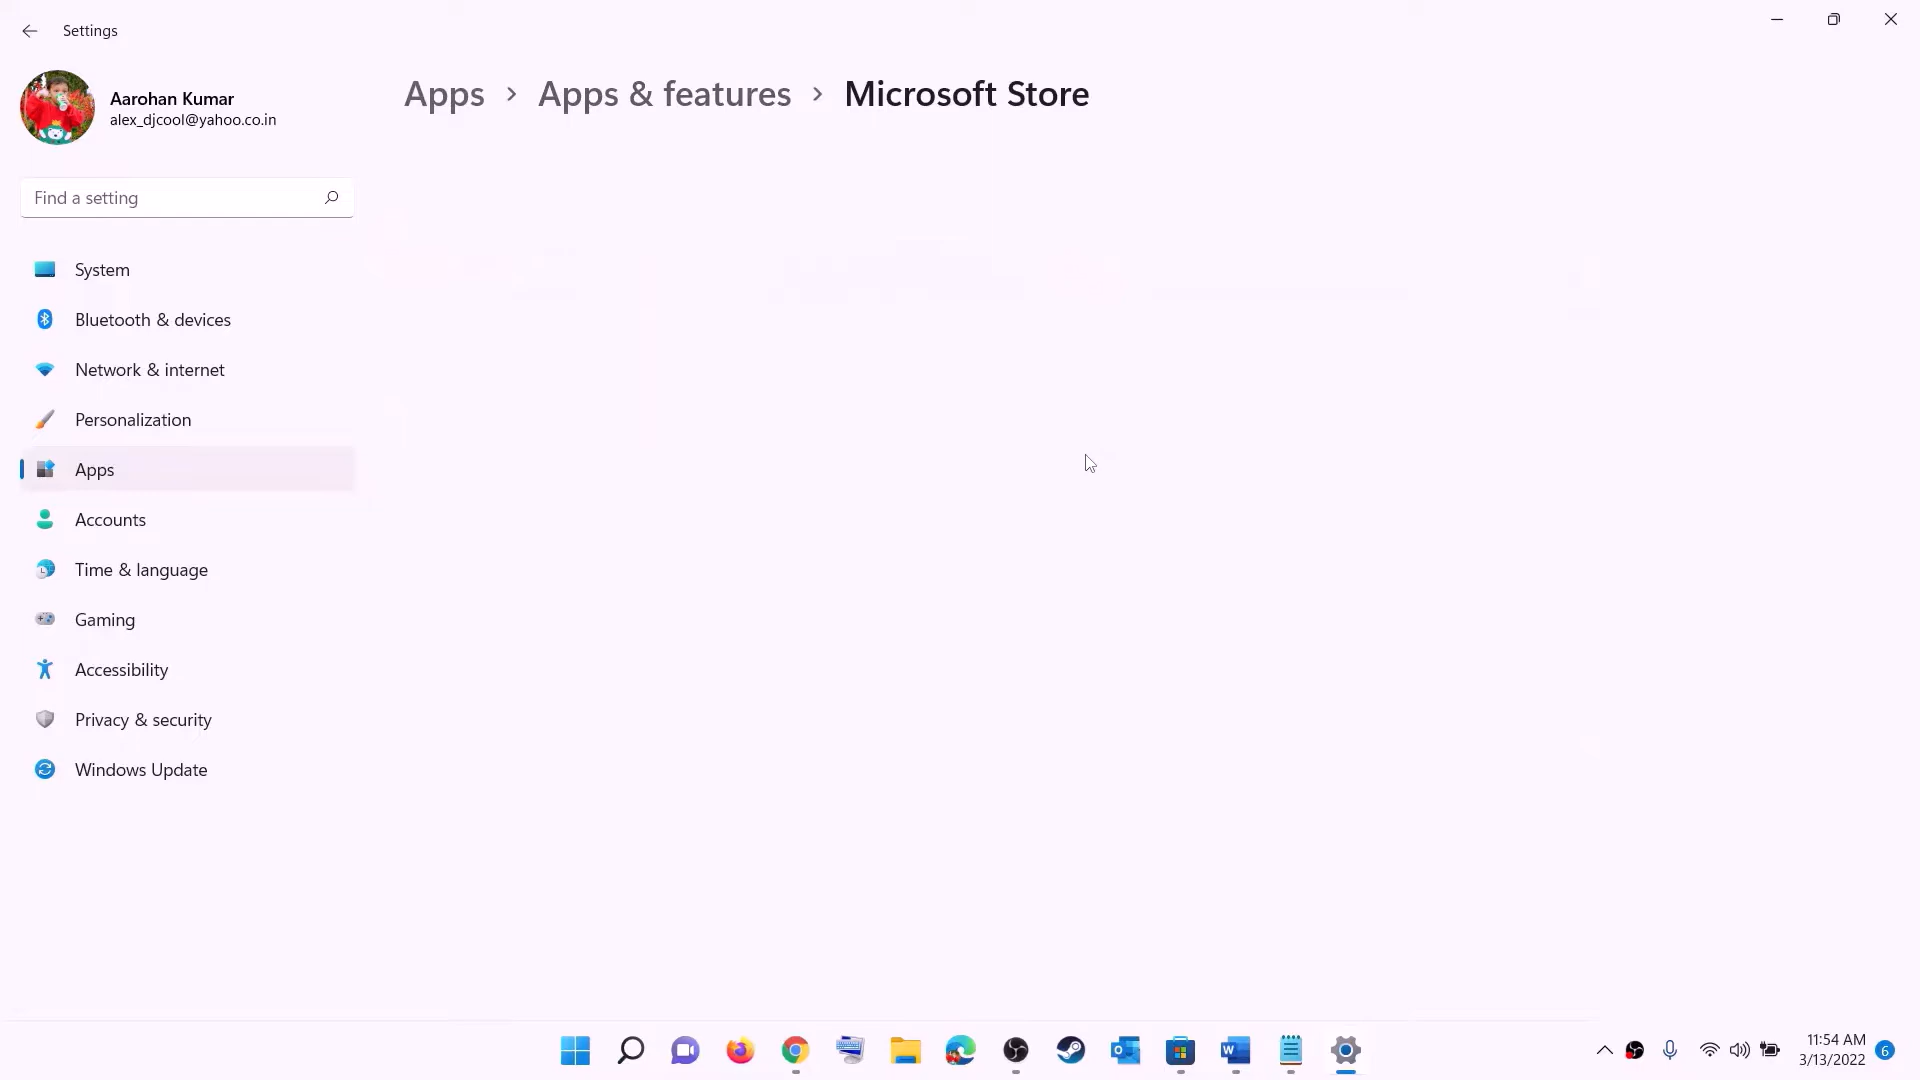 Settings
Aarohan Kumar
alex_djcool@yahoo.co.in
Apps > Apps & features > Microsoft Store
Find a setting
System
Bluetooth & devices
Network & internet
Personalization
Apps
Accounts
Time & language
Gaming
Accessibility
Privacy & security
Windows Update
11:54 AM
3/13/2022
6